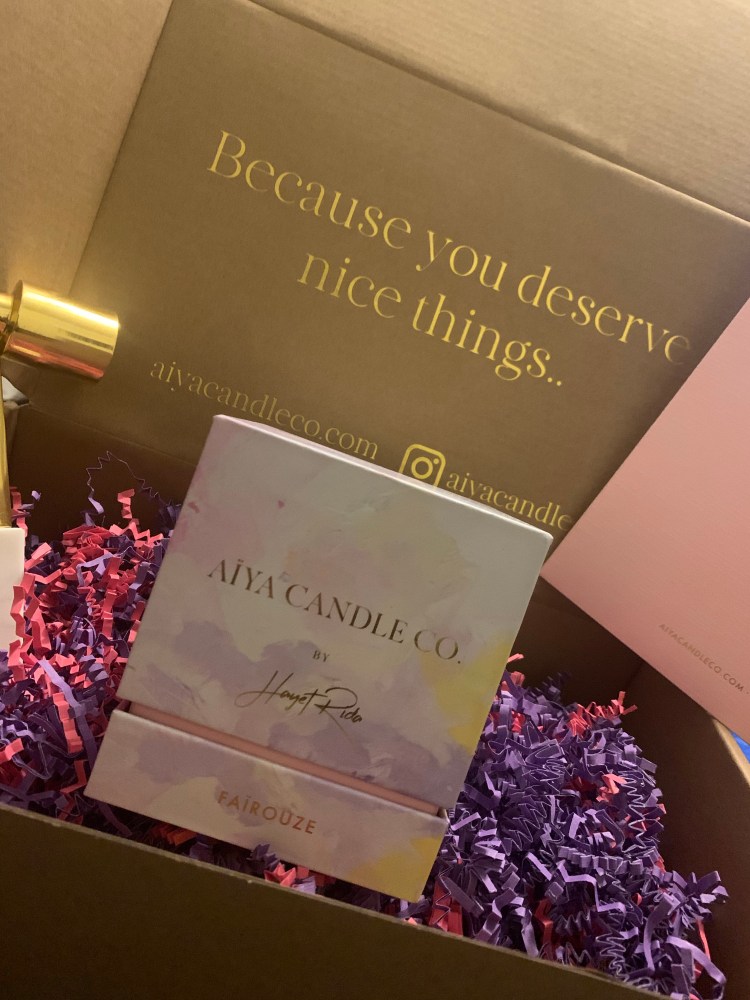 Because you deserve
nice things..
aiyacandleco.com
aiyacandle
AÏYA CANDLE CO.
BY
Hayet Rida
FAÏROUZE
AIYACANDLECO.COM